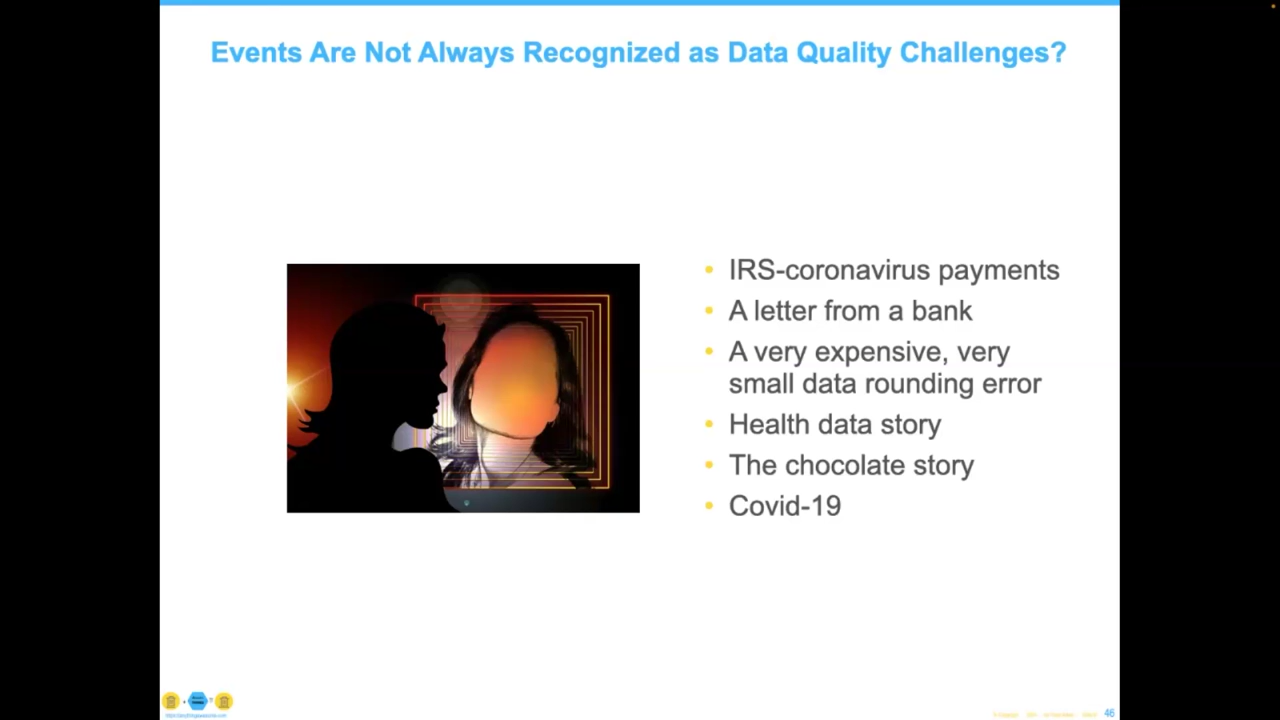 Events Are Not Always Recognized as Data Quality Challenges?
• IRS-coronavirus payments
• A letter from a bank
• A very expensive, very
small data rounding error
• Health data story
• The chocolate story
• Covid-19
46